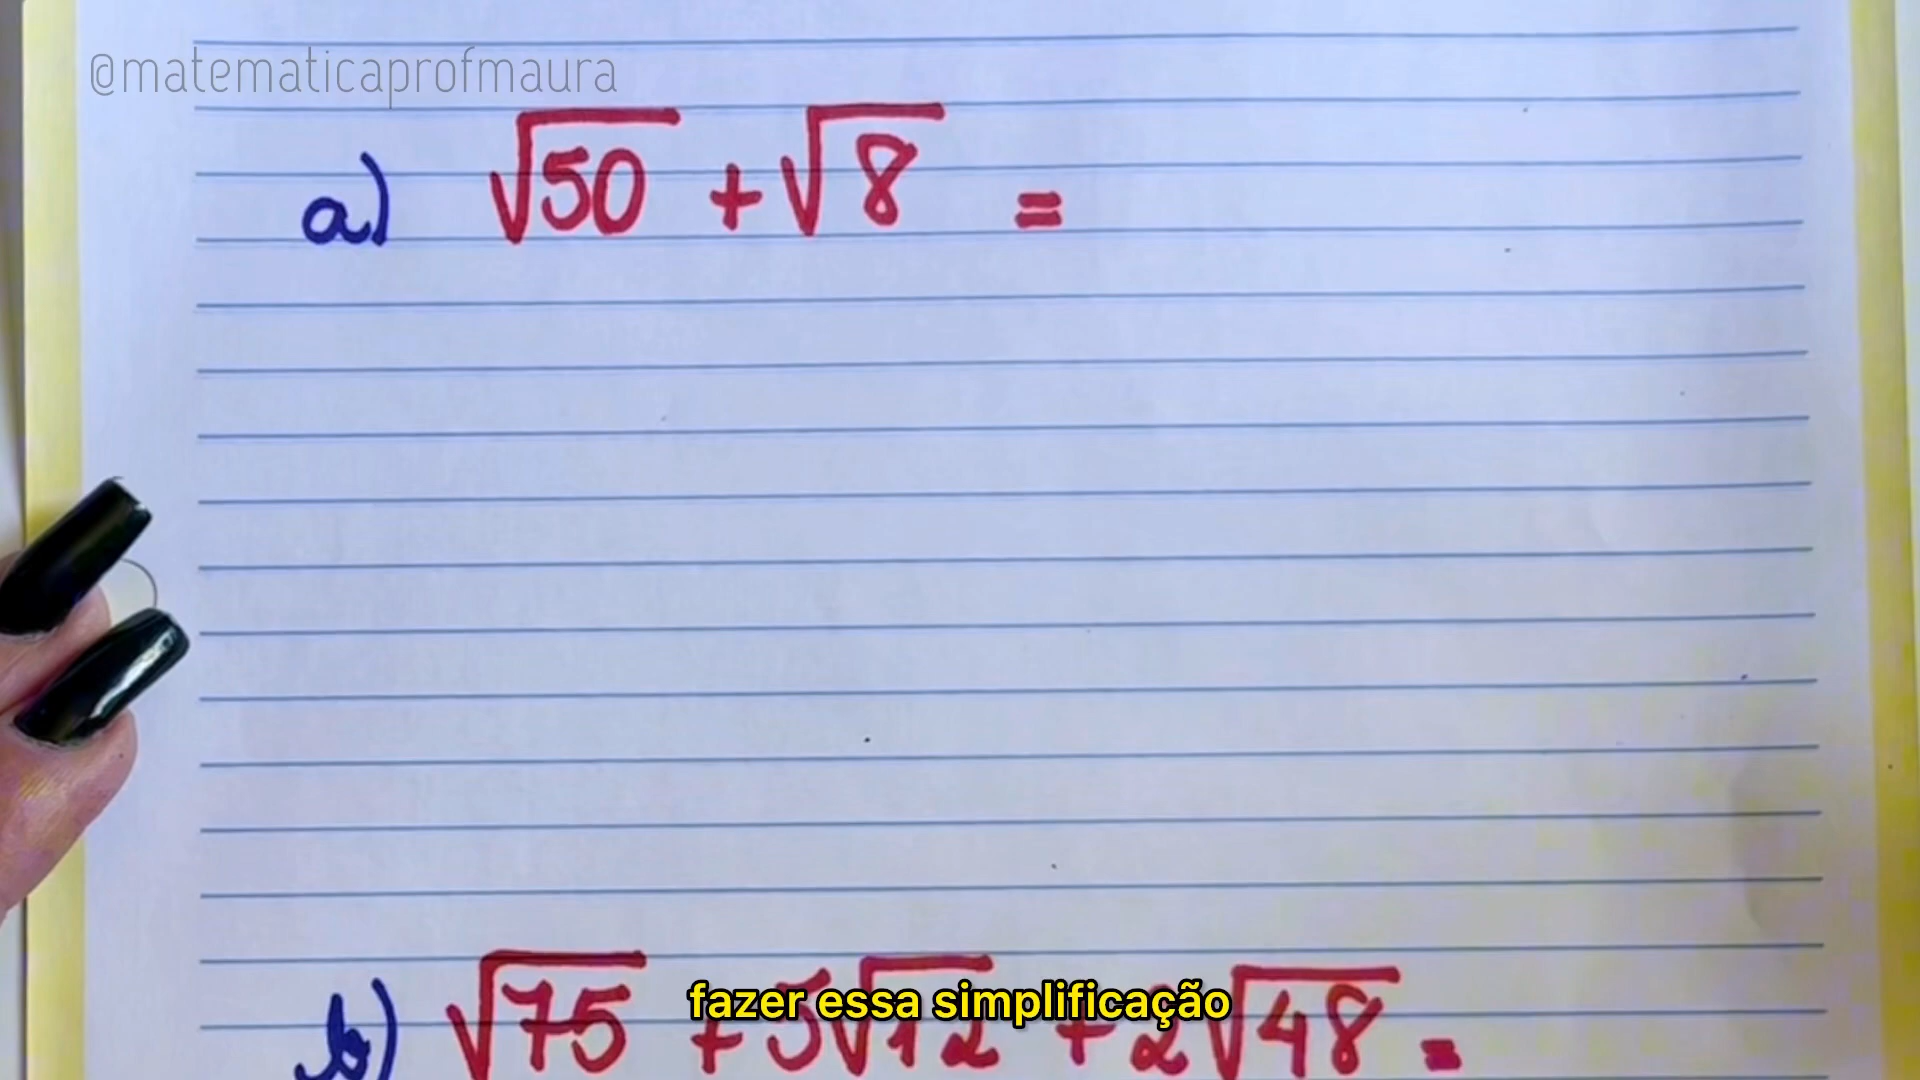 @matematicaprofmaura
a) √50 + √8 =
b) √75 + 5√12 + 2√48 =
fazer essa simplificação